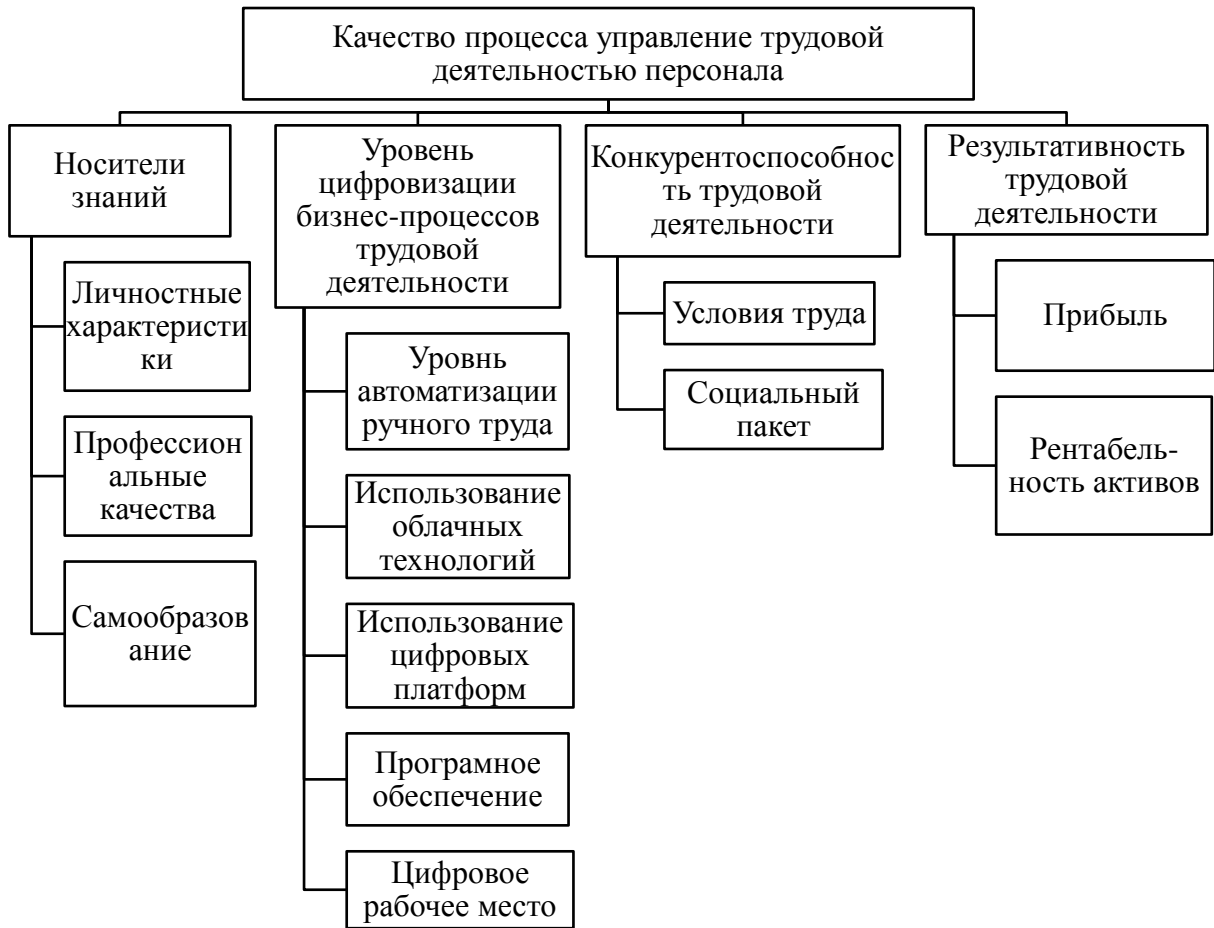 Качество процесса управление трудовой
деятельностью персонала
Носители
знаний
Личностные
характеристи
ки
Профессион
альные
качества
Самообразов
ание
Уровень
цифровизации
бизнес-процессов
трудовой
деятельности
Уровнь
автоматизации
ручного труда
Использование
облачных
технологий
Использование
цифровых
платформ
Програмное
обеспечение
Цифровое
рабочее место
Конкурентоспособнос
ть трудовой
деятельности
Условия труда
Социальный
пакет
Результативность
трудовой
деятельности
Прибыль
Рентабель-
ность активов